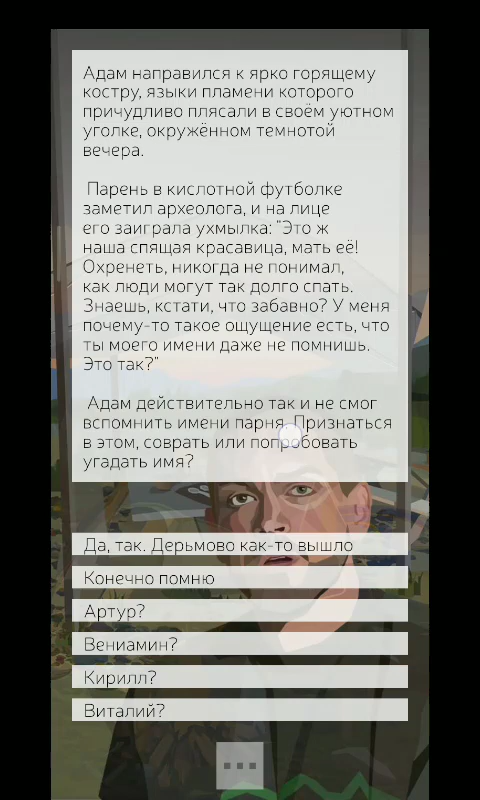 Адам направился к ярко горящему
костру, языки пламени которого
причудливо плясали в своём уютном
уголке, окружённом темнотой
вечера.
Парень в кислотной футболке
заметил археолога, и на лице
его заиграла ухмылка: "Это ж
наша спящая красавица, мать её!
Охренеть, никогда не понимал,
как люди могут так долго спать.
Знаешь, кстати, что забавно? У меня
почему-то такое ощущение есть, что
ты моего имени даже не помнишь.
Это так?"
Адам действительно так и не смог
вспомнить имени парня. Признаться
в этом, соврать или попробовать
угадать имя?
Да, так. Дерьмово как-то вышло
Конечно помню
Артур?
Вениамин?
Кирилл?
Виталий?